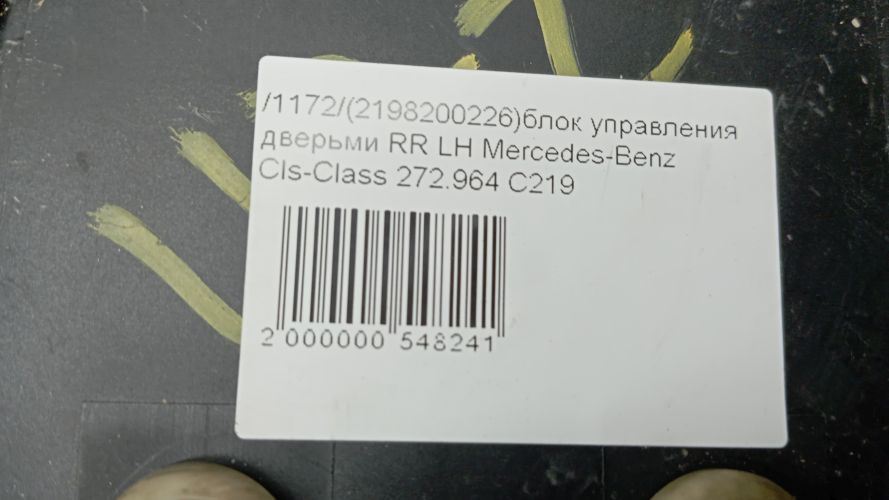 /1172/(2198200226)блок управления
дверьми RR LH Mercedes-Benz
Cls-Class 272.964 C219
2 000000 548241